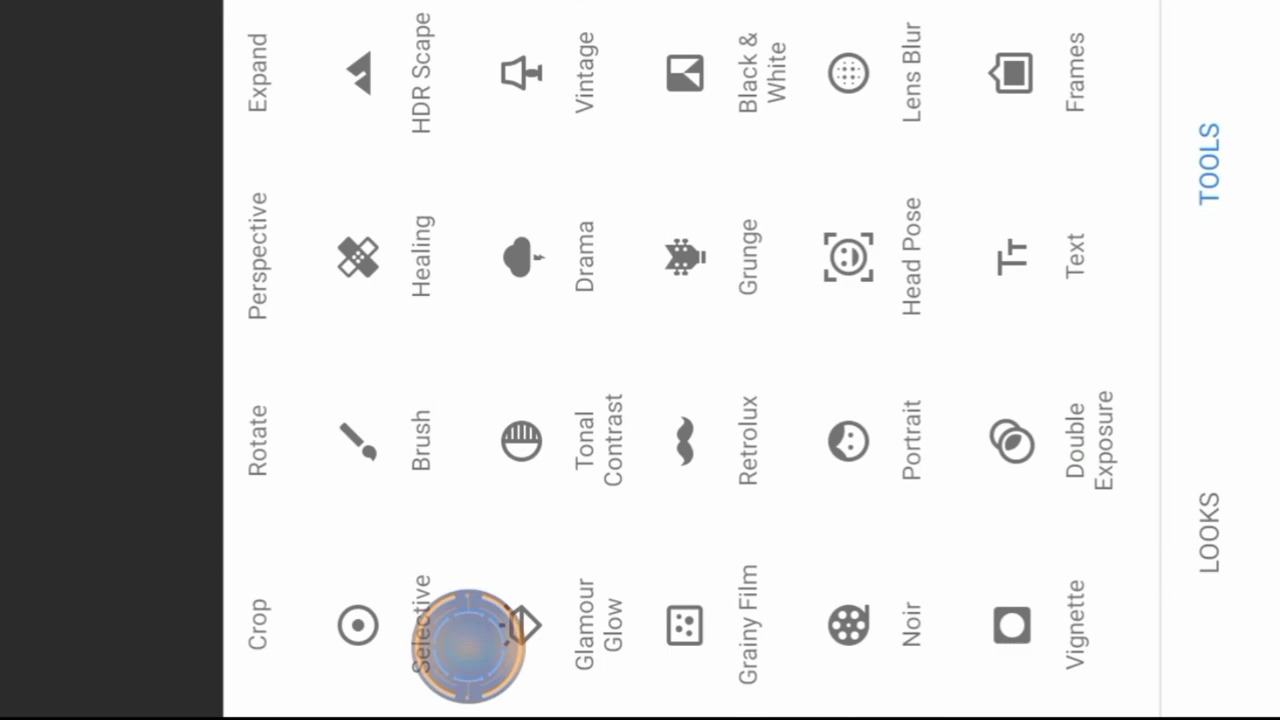 Crop
Rotate
Perspective
Expand
Selective
Brush
Healing
HDR Scape
Glamour
Glow
Tonal
Contrast
Drama
Vintage
Grainy Film
Retrolux
Grunge
Black &
White
Noir
Portrait
Head Pose
Lens Blur
Vignette
Double
Exposure
Text
Frames
LOOKS
TOOLS